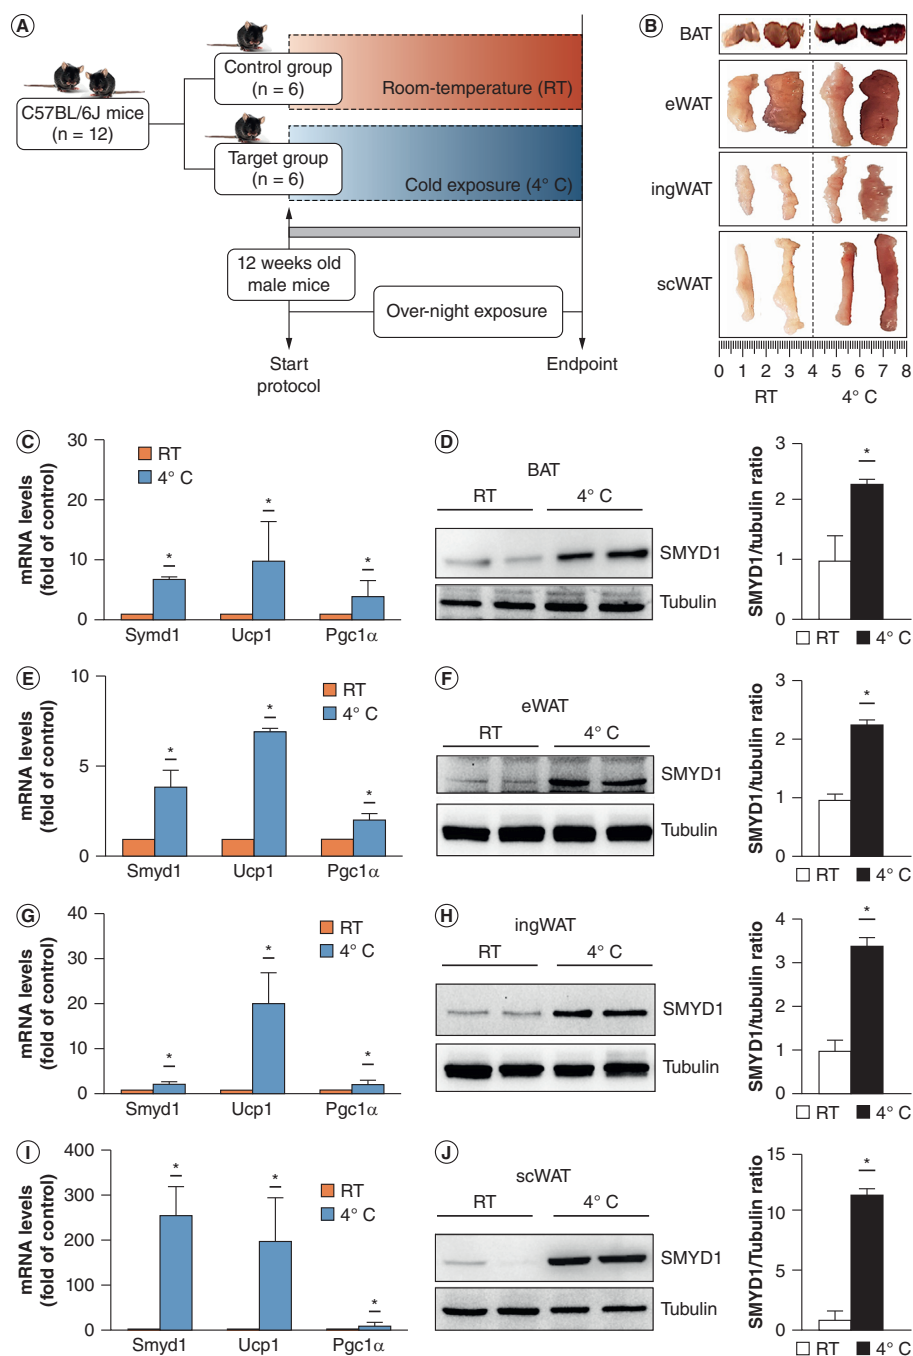 A
C57BL/6J mice
(n = 12)
Control group
(n = 6)
Target group
(n = 6)
Room-temperature (RT)
Cold exposure (4° C)
12 weeks old
male mice
Over-night exposure
Start
protocol
Endpoint
B
BAT
eWAT
ingWAT
scWAT
0 1 2 3 4 5 6 7 8
RT 4° C
C
mRNA levels
(fold of control)
30
20
10
0
RT
4° C
* * *
Symd1 Ucp1 Pgc1α
D
BAT
RT 4° C
SMYD1
Tubulin
SMYD1/tubulin ratio
3
2
1
0
*
RT 4° C
E
mRNA levels
(fold of control)
10
5
0
RT
4° C
* * *
Smyd1 Ucp1 Pgc1α
F
eWAT
RT 4° C
SMYD1
Tubulin
SMYD1/tubulin ratio
3
2
1
0
*
RT 4° C
G
mRNA levels
(fold of control)
40
30
20
10
0
RT
4° C
* * *
Smyd1 Ucp1 Pgc1α
H
ingWAT
RT 4° C
SMYD1
Tubulin
SMYD1/tubulin ratio
4
3
2
1
0
*
RT 4° C
I
mRNA levels
(fold of control)
400
300
200
100
0
RT
4° C
* * *
Smyd1 Ucp1 Pgc1α
J
scWAT
RT 4° C
SMYD1
Tubulin
SMYD1/Tubulin ratio
15
10
5
0
*
RT 4° C